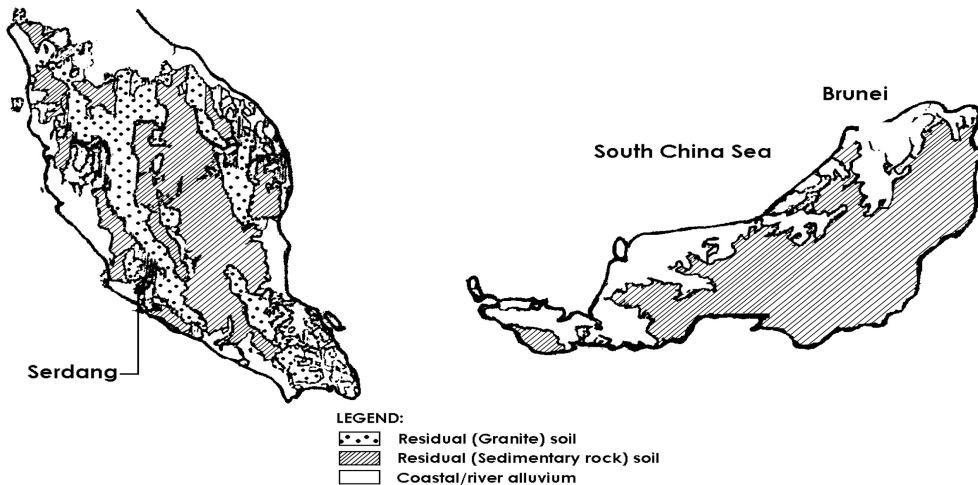 Brunei
South China Sea
Serdang
LEGEND:
Residual (Granite) soil
Residual (Sedimentary rock) soil
Coastal/river alluvium